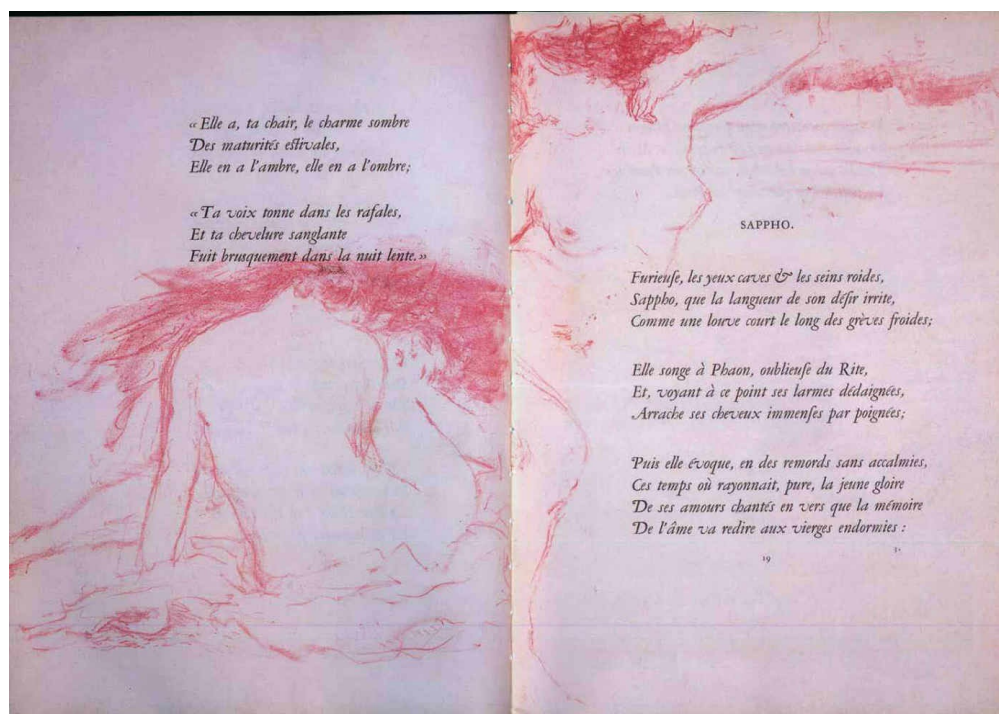 « Elle a, ta chair, le charme sombre
Des maturités estivales,
Elle en a l'ambre, elle en a l'ombre;
« Ta voix tonne dans les rafales,
Et ta chevelure sanglante
Fuit brusquement dans la nuit lente. »
SAPPHO.
Furieuſe, les yeux caves & les seins roides,
Sappho, que la langueur de son déſir irrite,
Comme une louve court le long des grèves froides;
Elle songe à Phaon, oublieuſe du Rite,
Et, voyant à ce point ses larmes dédaignées,
Arrache ses cheveux immenſes par poignées;
Puis elle évoque, en des remords sans accalmies,
Ces temps où rayonnait, pure, la jeune gloire
De ses amours chantés en vers que la mémoire
De l'âme va redire aux vierges endormies :
19